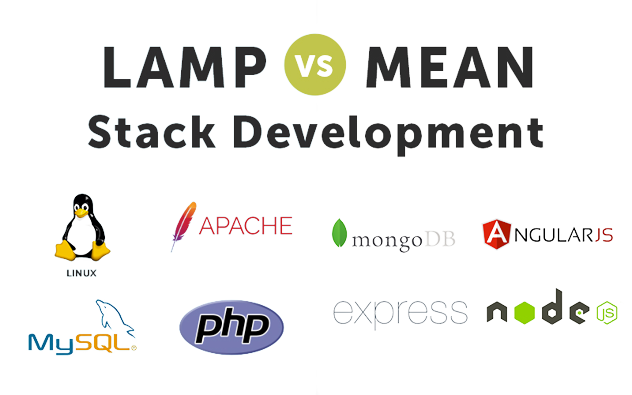 LAMP VS MEAN
Stack Development
LINUX
APACHE
mongoDB
ANGULARJS
MySQL®
php
express
node JS